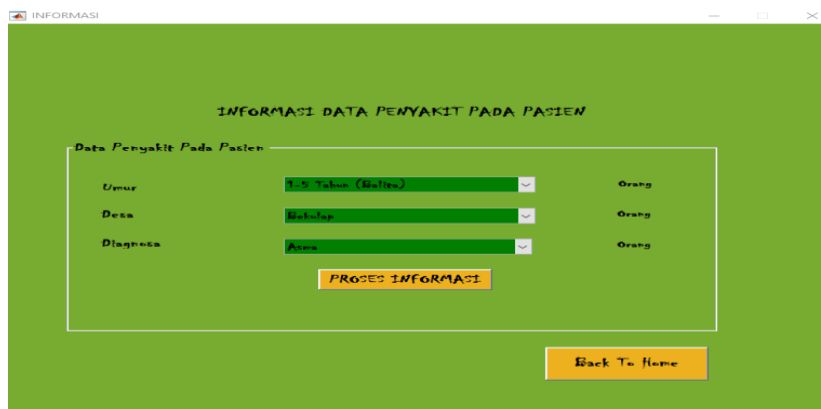 INFORMASI
INFORMASI DATA PENYAKIT PADA PASIEN
Data Penyakit Pada Pasien
Umur 1-5 Tahun (Balita) Orang
Desa Bekulap Orang
Diagnosa Asma Orang
PROSES INFORMASI
Back To Home